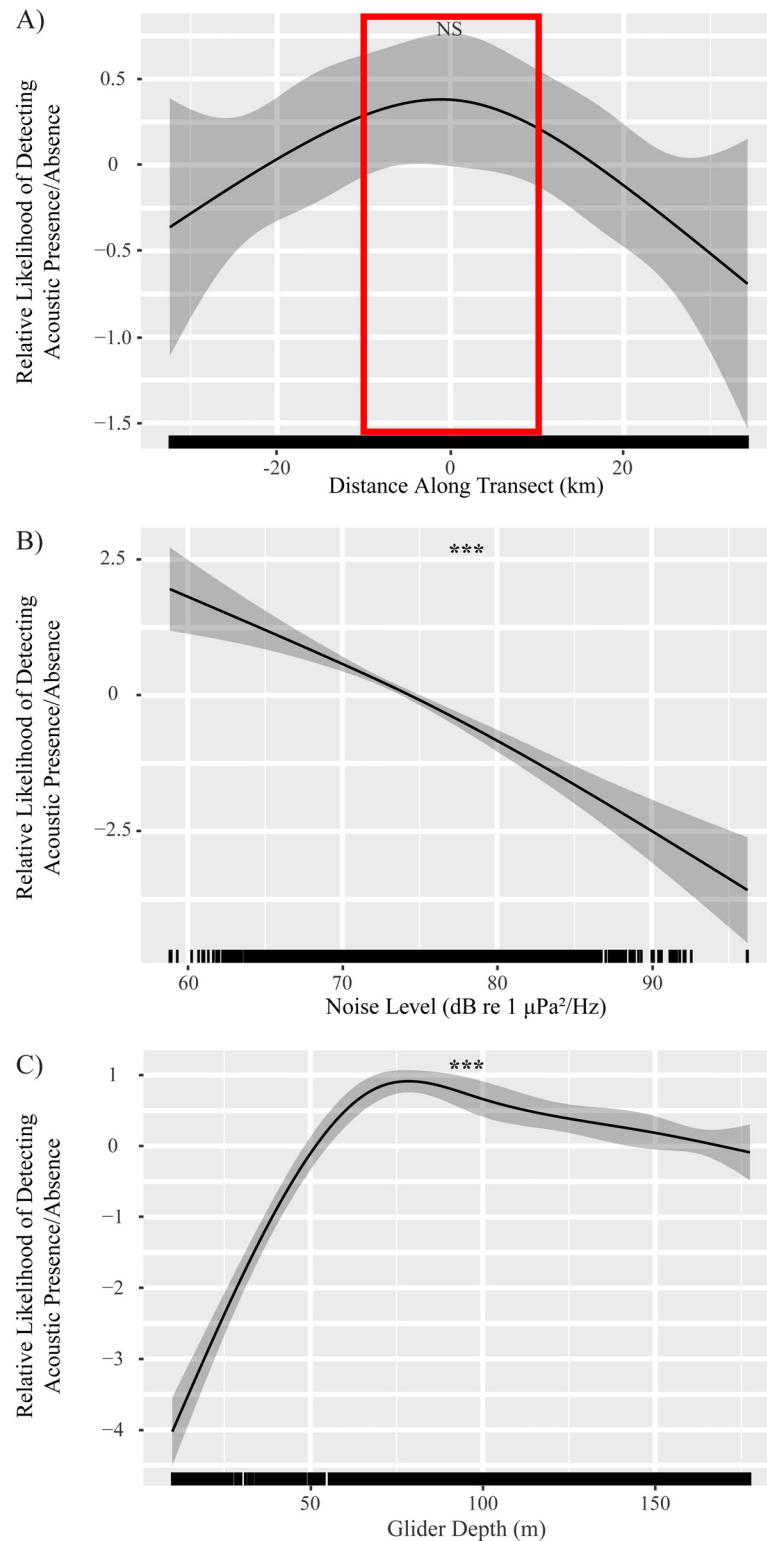 A)
NS
Relative Likelihood of Detecting
Acoustic Presence/Absence
0.5
0
−0.5
−1.0
−1.5
-20
0
20
Distance Along Transect (km)
B)
***
Relative Likelihood of Detecting
Acoustic Presence/Absence
2.5
0
−2.5
60
70
80
90
Noise Level (dB re 1 µPa²/Hz)
C)
***
Relative Likelihood of Detecting
Acoustic Presence/Absence
1
0
−1
−2
−3
−4
50
100
150
Glider Depth (m)